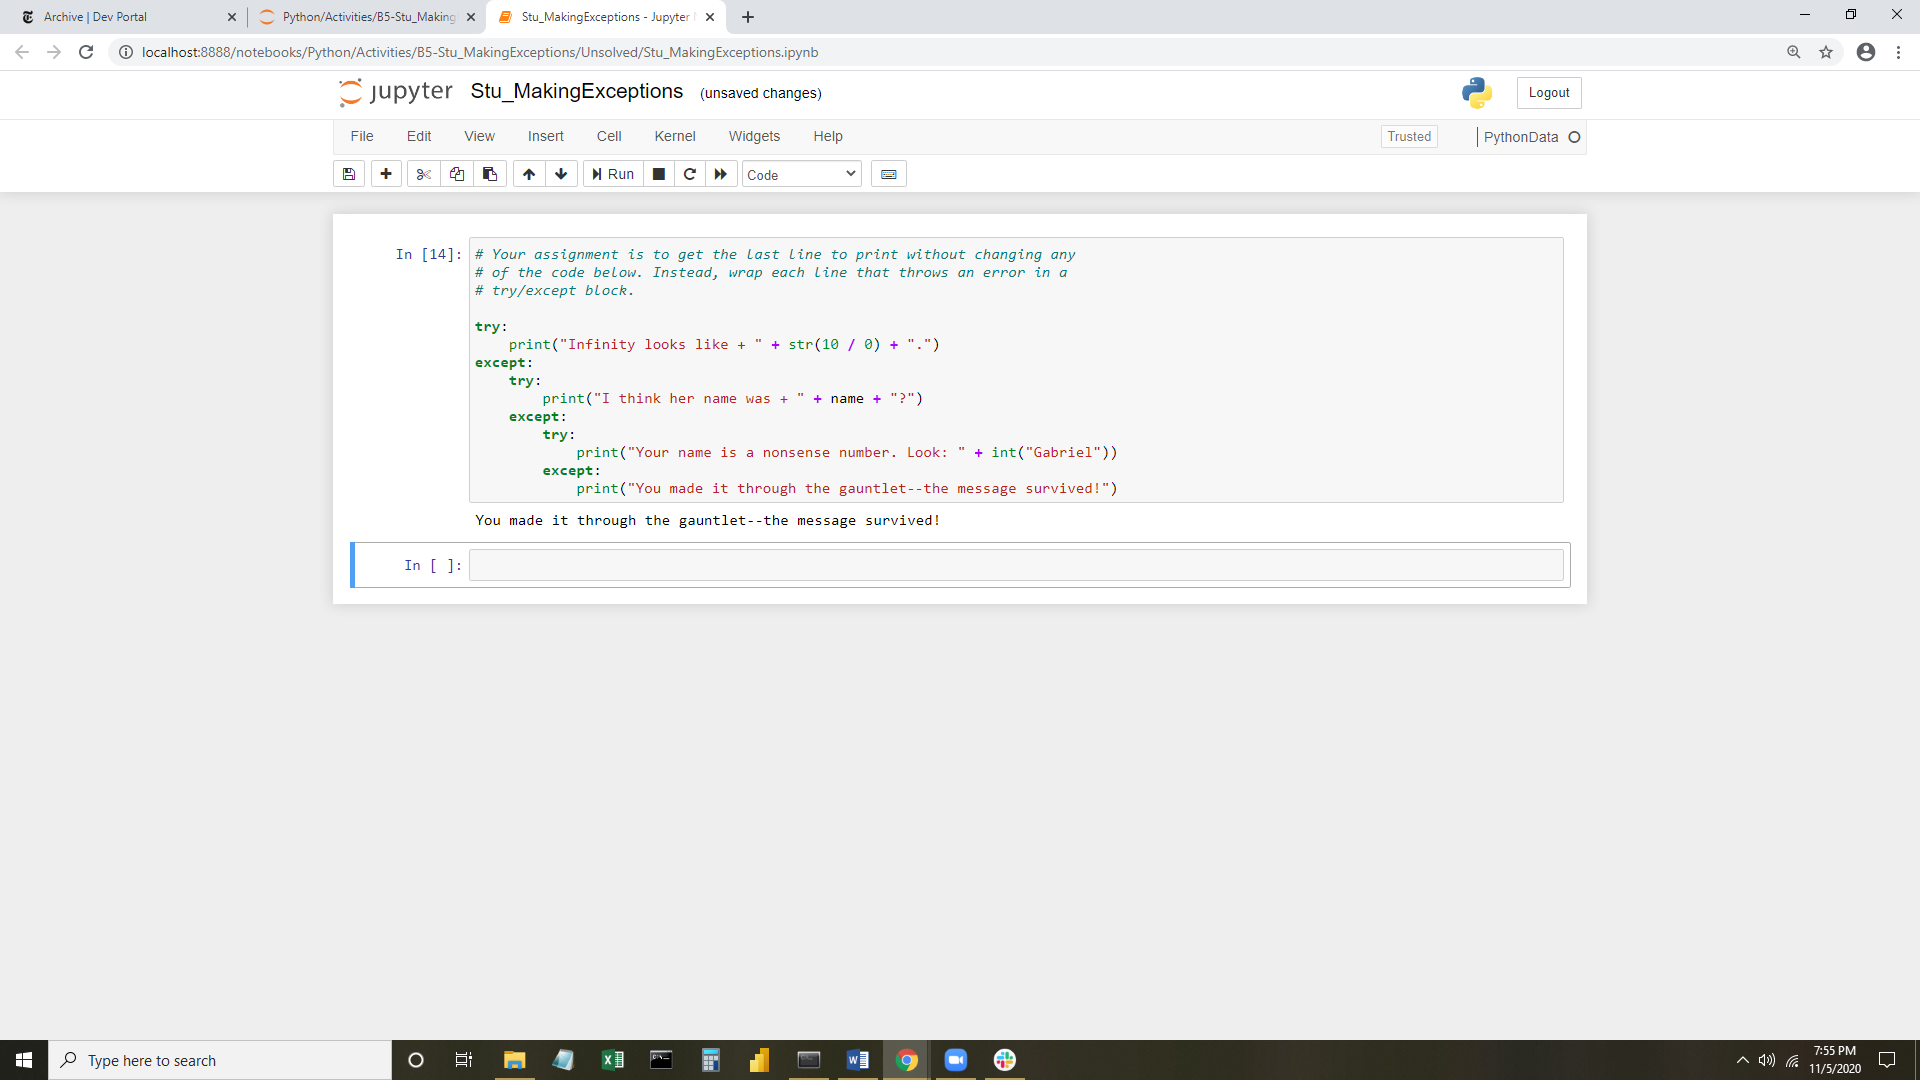 Archive | Dev Portal
Python/Activities/B5-Stu_Making
Stu_MakingExceptions - Jupyter
localhost:8888/notebooks/Python/Activities/B5-Stu_MakingExceptions/Unsolved/Stu_MakingExceptions.ipynb
jupyter Stu_MakingExceptions (unsaved changes)
Logout
File Edit View Insert Cell Kernel Widgets Help
Trusted
PythonData
Run
Code
In [14]:
# Your assignment is to get the last line to print without changing any
# of the code below. Instead, wrap each line that throws an error in a
# try/except block.
try:
    print("Infinity looks like + " + str(10 / 0) + ".")
except:
    try:
        print("I think her name was + " + name + "?")
    except:
        try:
            print("Your name is a nonsense number. Look: " + int("Gabriel"))
        except:
            print("You made it through the gauntlet--the message survived!")
You made it through the gauntlet--the message survived!
In [ ]:
Type here to search
7:55 PM
11/5/2020